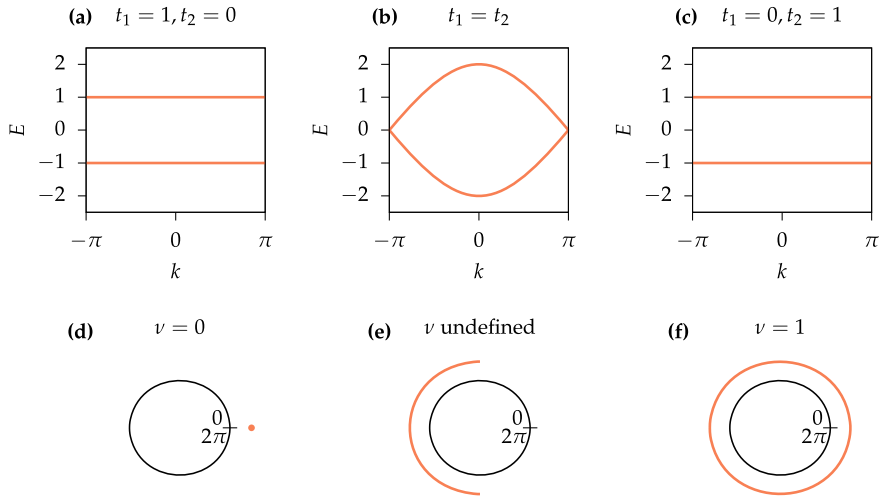 (a) t₁ = 1, t₂ = 0
(b) t₁ = t₂
(c) t₁ = 0, t₂ = 1
2
1
0
−1
−2
E
−π 0 π
k
2
1
0
−1
−2
E
−π 0 π
k
2
1
0
−1
−2
E
−π 0 π
k
(d) ν = 0
(e) ν undefined
(f) ν = 1
0
2π
0
2π
0
2π